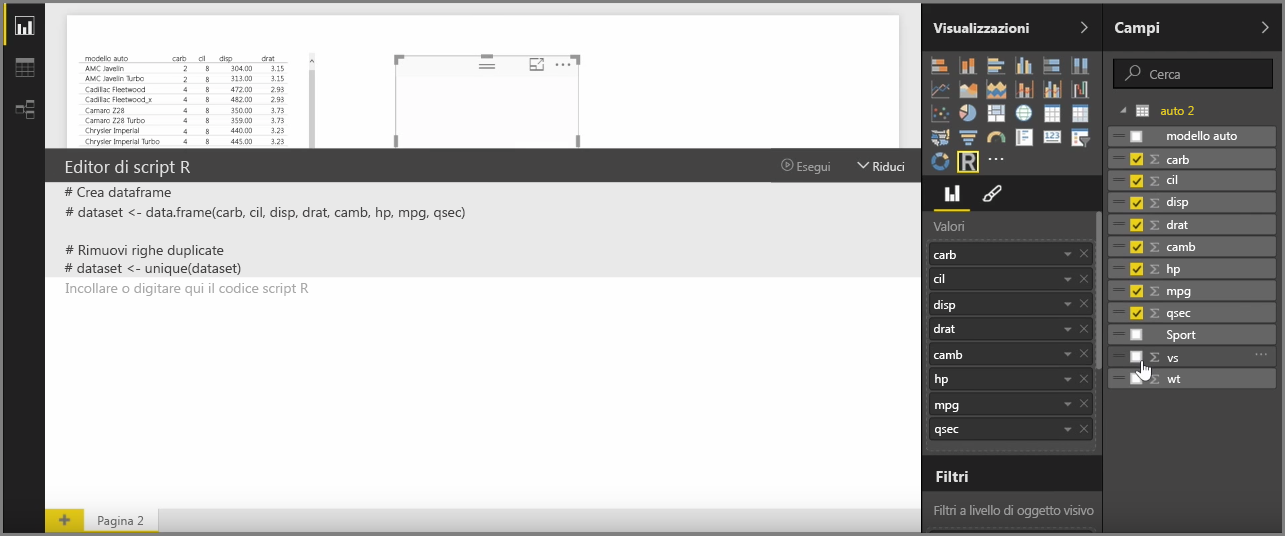 modello auto carb cil disp drat
AMC Javelin 2 8 304.00 3.15
AMC Javelin Turbo 2 8 313.00 3.15
Cadillac Fleetwood 4 8 472.00 2.93
Cadillac Fleetwood_x 4 8 482.00 2.93
Camaro Z28 4 8 350.00 3.73
Camaro Z28 Turbo 4 8 359.00 3.73
Chrysler Imperial 4 8 440.00 3.23
Chrysler Imperial Turbo 4 8 445.00 3.23
Editor di script R
Esegui
Riduci
# Crea dataframe
# dataset <- data.frame(carb, cil, disp, drat, camb, hp, mpg, qsec)
# Rimuovi righe duplicate
# dataset <- unique(dataset)
Incollare o digitare qui il codice script R
+
Pagina 2
Visualizzazioni
123
R
Valori
carb
cil
disp
drat
camb
hp
mpg
qsec
Filtri
Filtri a livello di oggetto visivo
Campi
Cerca
auto 2
modello auto
Σ carb
Σ cil
Σ disp
Σ drat
Σ camb
Σ hp
Σ mpg
Σ qsec
Sport
Σ vs
Σ wt